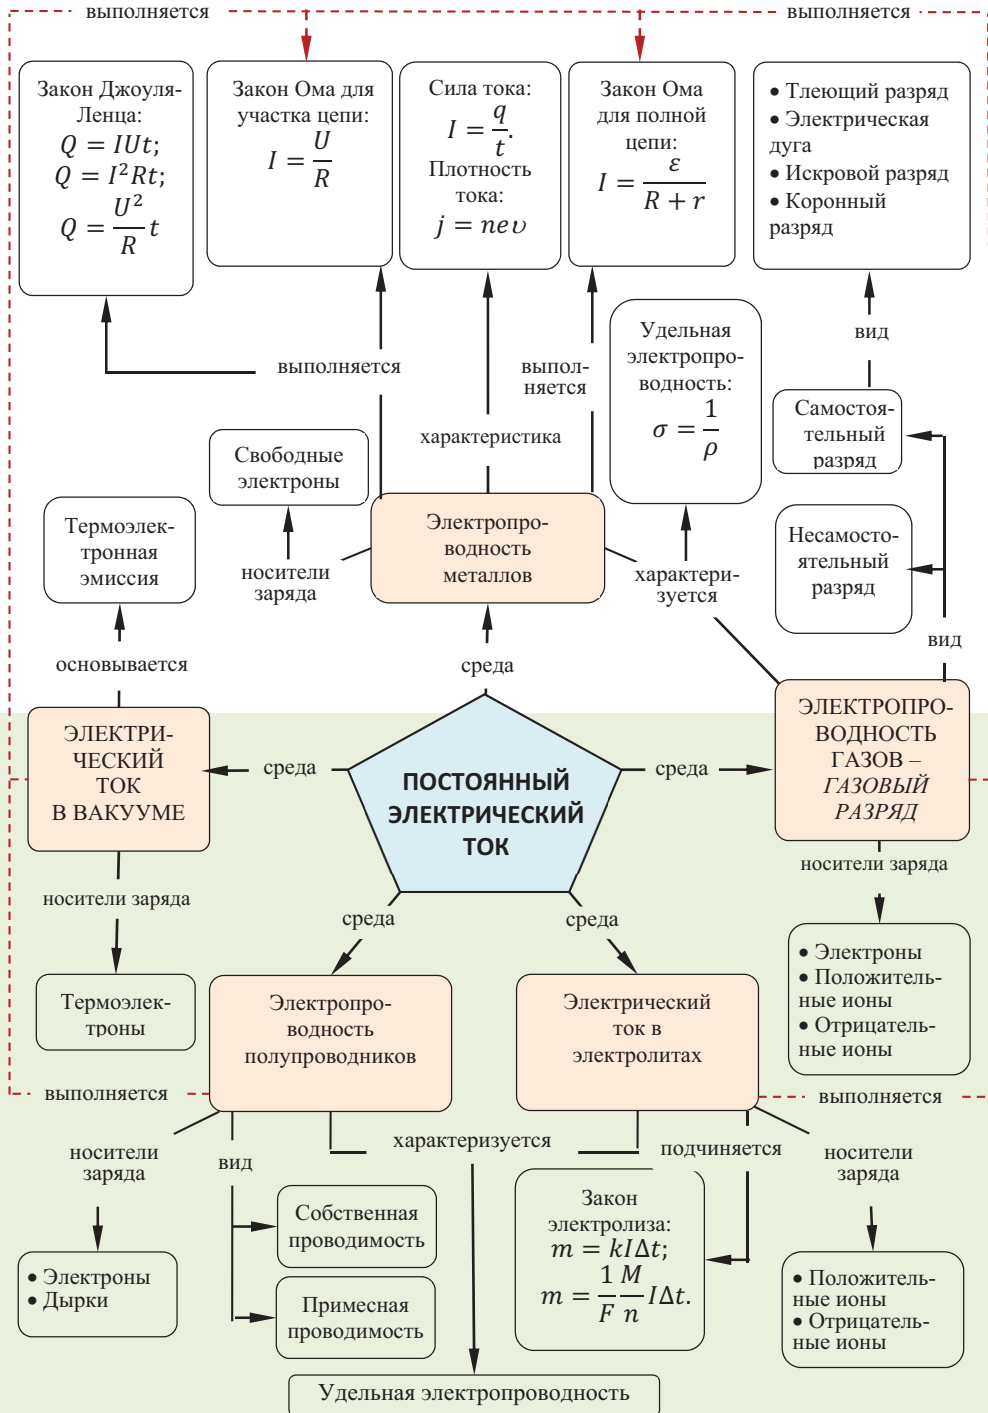 выполняется
выполняется
Закон Джоуля-
Ленца:
Q = IUt;
Q = I²Rt;
Q = U²/R t
Закон Ома для
участка цепи:
I = U/R
Сила тока:
I = q/t.
Плотность
тока:
j = neυ
Закон Ома
для полной
цепи:
I = ε/(R + r)
• Тлеющий разряд
• Электрическая
дуга
• Искровой разряд
• Коронный
разряд
выполняется
выпол-
няется
Удельная
электропро-
водность:
σ = 1/ρ
вид
характеристика
Самостоя-
тельный
разряд
Свободные
электроны
Термоэлек-
тронная
эмиссия
носители
заряда
Электропро-
водность
металлов
характери-
зуется
Несамосто-
ятельный
разряд
основывается
среда
вид
ЭЛЕКТРИ-
ЧЕСКИЙ
ТОК
В ВАКУУМЕ
среда
ПОСТОЯННЫЙ
ЭЛЕКТРИЧЕСКИЙ
ТОК
среда
ЭЛЕКТРОПРО-
ВОДНОСТЬ
ГАЗОВ –
ГАЗОВЫЙ
РАЗРЯД
носители заряда
среда
среда
носители заряда
Термоэлек-
троны
Электропро-
водность
полупроводников
Электрический
ток в
электролитах
• Электроны
• Положитель-
ные ионы
• Отрицатель-
ные ионы
выполняется
выполняется
носители
заряда
вид
характеризуется
подчиняется
носители
заряда
Собственная
проводимость
Закон
электролиза:
m = kIΔt;
m = 1/F M/n IΔt.
• Электроны
• Дырки
Примесная
проводимость
• Положитель-
ные ионы
• Отрицатель-
ные ионы
Удельная электропроводность